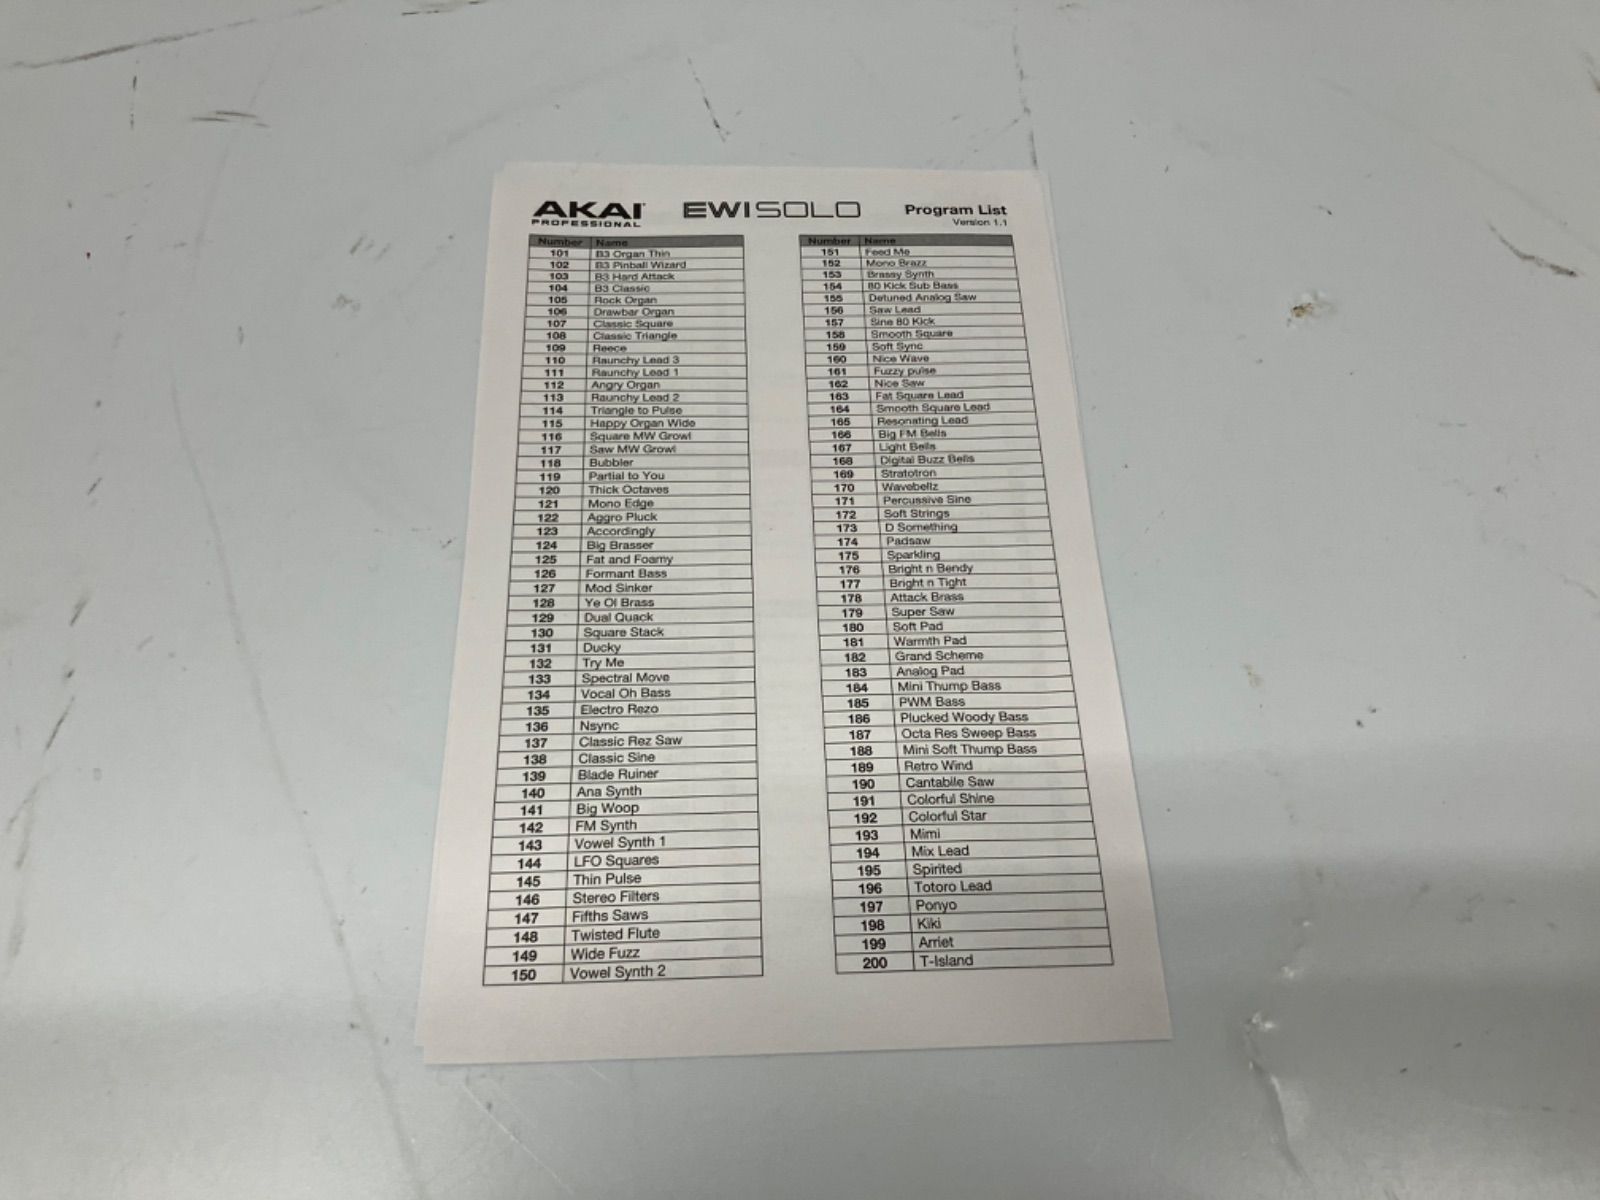 AKAI
PROFESSIONAL
EWISOLO
Program List
Version 1.1
Number Name
101 B3 Organ Thin
102 B3 Pinball Wizard
103 B3 Hard Attack
104 B3 Classic
105 Rock Organ
106 Drawbar Organ
107 Classic Square
108 Classic Triangle
109 Reece
110 Raunchy Lead 3
111 Raunchy Lead 1
112 Angry Organ
113 Raunchy Lead 2
114 Triangle to Pulse
115 Happy Organ Wide
116 Square MW Growl
117 Saw MW Growl
118 Bubbler
119 Partial to You
120 Thick Octaves
121 Mono Edge
122 Aggro Pluck
123 Accordingly
124 Big Brasser
125 Fat and Foamy
126 Formant Bass
127 Mod Sinker
128 Ye Ol Brass
129 Dual Quack
130 Square Stack
131 Ducky
132 Try Me
133 Spectral Move
134 Vocal Oh Bass
135 Electro Rezo
136 Nsync
137 Classic Rez Saw
138 Classic Sine
139 Blade Ruiner
140 Ana Synth
141 Big Woop
142 FM Synth
143 Vowel Synth 1
144 LFO Squares
145 Thin Pulse
146 Stereo Filters
147 Fifths Saws
148 Twisted Flute
149 Wide Fuzz
150 Vowel Synth 2
Number Name
151 Feed Me
152 Mono Brazz
153 Brassy Synth
154 80 Kick Sub Bass
155 Detuned Analog Saw
156 Saw Lead
157 Sine 80 Kick
158 Smooth Square
159 Soft Sync
160 Nice Wave
161 Fuzzy pulse
162 Nice Saw
163 Fat Square Lead
164 Smooth Square Lead
165 Resonating Lead
166 Big FM Bells
167 Light Bells
168 Digital Buzz Bells
169 Stratotron
170 Wavebellz
171 Percussive Sine
172 Soft Strings
173 D Something
174 Padsaw
175 Sparkling
176 Bright n Bendy
177 Bright n Tight
178 Attack Brass
179 Super Saw
180 Soft Pad
181 Warmth Pad
182 Grand Scheme
183 Analog Pad
184 Mini Thump Bass
185 PWM Bass
186 Plucked Woody Bass
187 Octa Res Sweep Bass
188 Mini Soft Thump Bass
189 Retro Wind
190 Cantabile Saw
191 Colorful Shine
192 Colorful Star
193 Mimi
194 Mix Lead
195 Spirited
196 Totoro Lead
197 Ponyo
198 Kiki
199 Arriet
200 T-Island